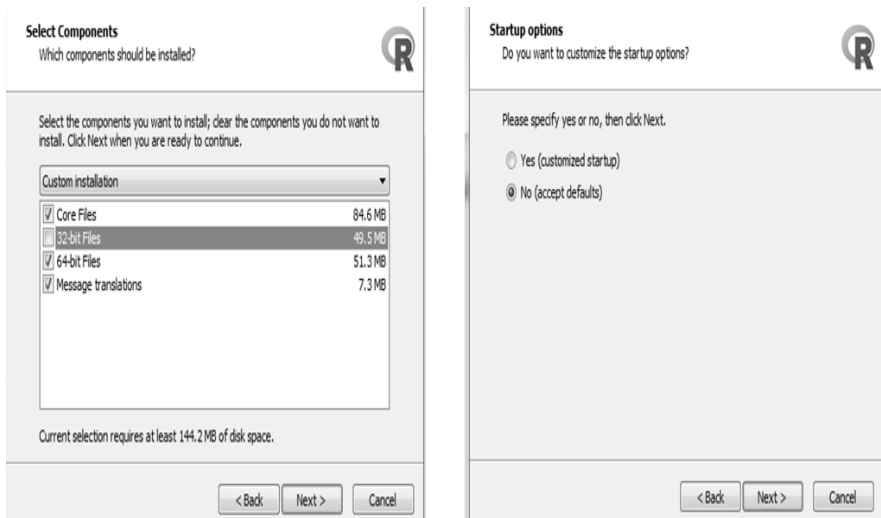 Select Components
Which components should be installed?
R
Select the components you want to install; clear the components you do not want to
install. Click Next when you are ready to continue.
Custom installation
Core Files 84.6 MB
32-bit Files 49.5 MB
64-bit Files 51.3 MB
Message translations 7.3 MB
Current selection requires at least 144.2 MB of disk space.
< Back Next > Cancel
Startup options
Do you want to customize the startup options?
R
Please specify yes or no, then click Next.
Yes (customized startup)
No (accept defaults)
< Back Next > Cancel